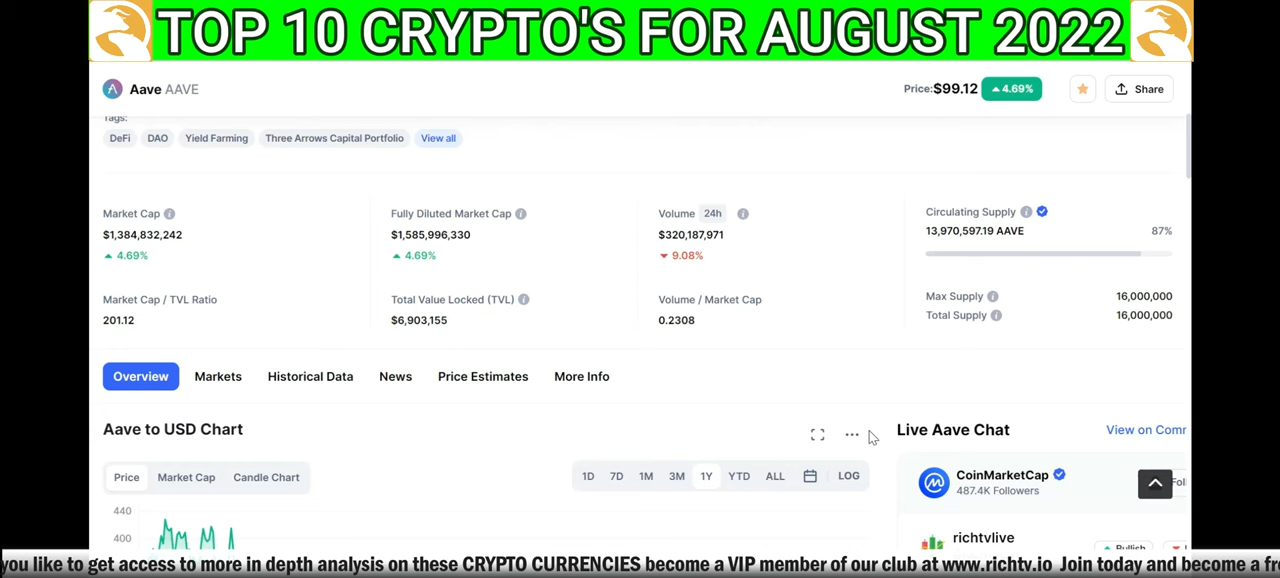 TOP 10 CRYPTO'S FOR AUGUST 2022
Aave AAVE
Price:$99.12 4.69% Share
Tags:
DeFi DAO Yield Farming Three Arrows Capital Portfolio View all
Market Cap
$1,384,832,242
4.69%
Fully Diluted Market Cap
$1,585,996,330
4.69%
Volume 24h
$320,187,971
9.08%
Circulating Supply
13,970,597.19 AAVE 87%
Market Cap / TVL Ratio
201.12
Total Value Locked (TVL)
$6,903,155
Volume / Market Cap
0.2308
Max Supply 16,000,000
Total Supply 16,000,000
Overview Markets Historical Data News Price Estimates More Info
Aave to USD Chart
Price Market Cap Candle Chart
1D 7D 1M 3M 1Y YTD ALL LOG
440
400
Live Aave Chat View on Comm
CoinMarketCap
487.4K Followers
Fol
richtvlive
Bullish
you like to get access to more in depth analysis on these CRYPTO CURRENCIES become a VIP member of our club at www.richtv.io Join today and become a fr